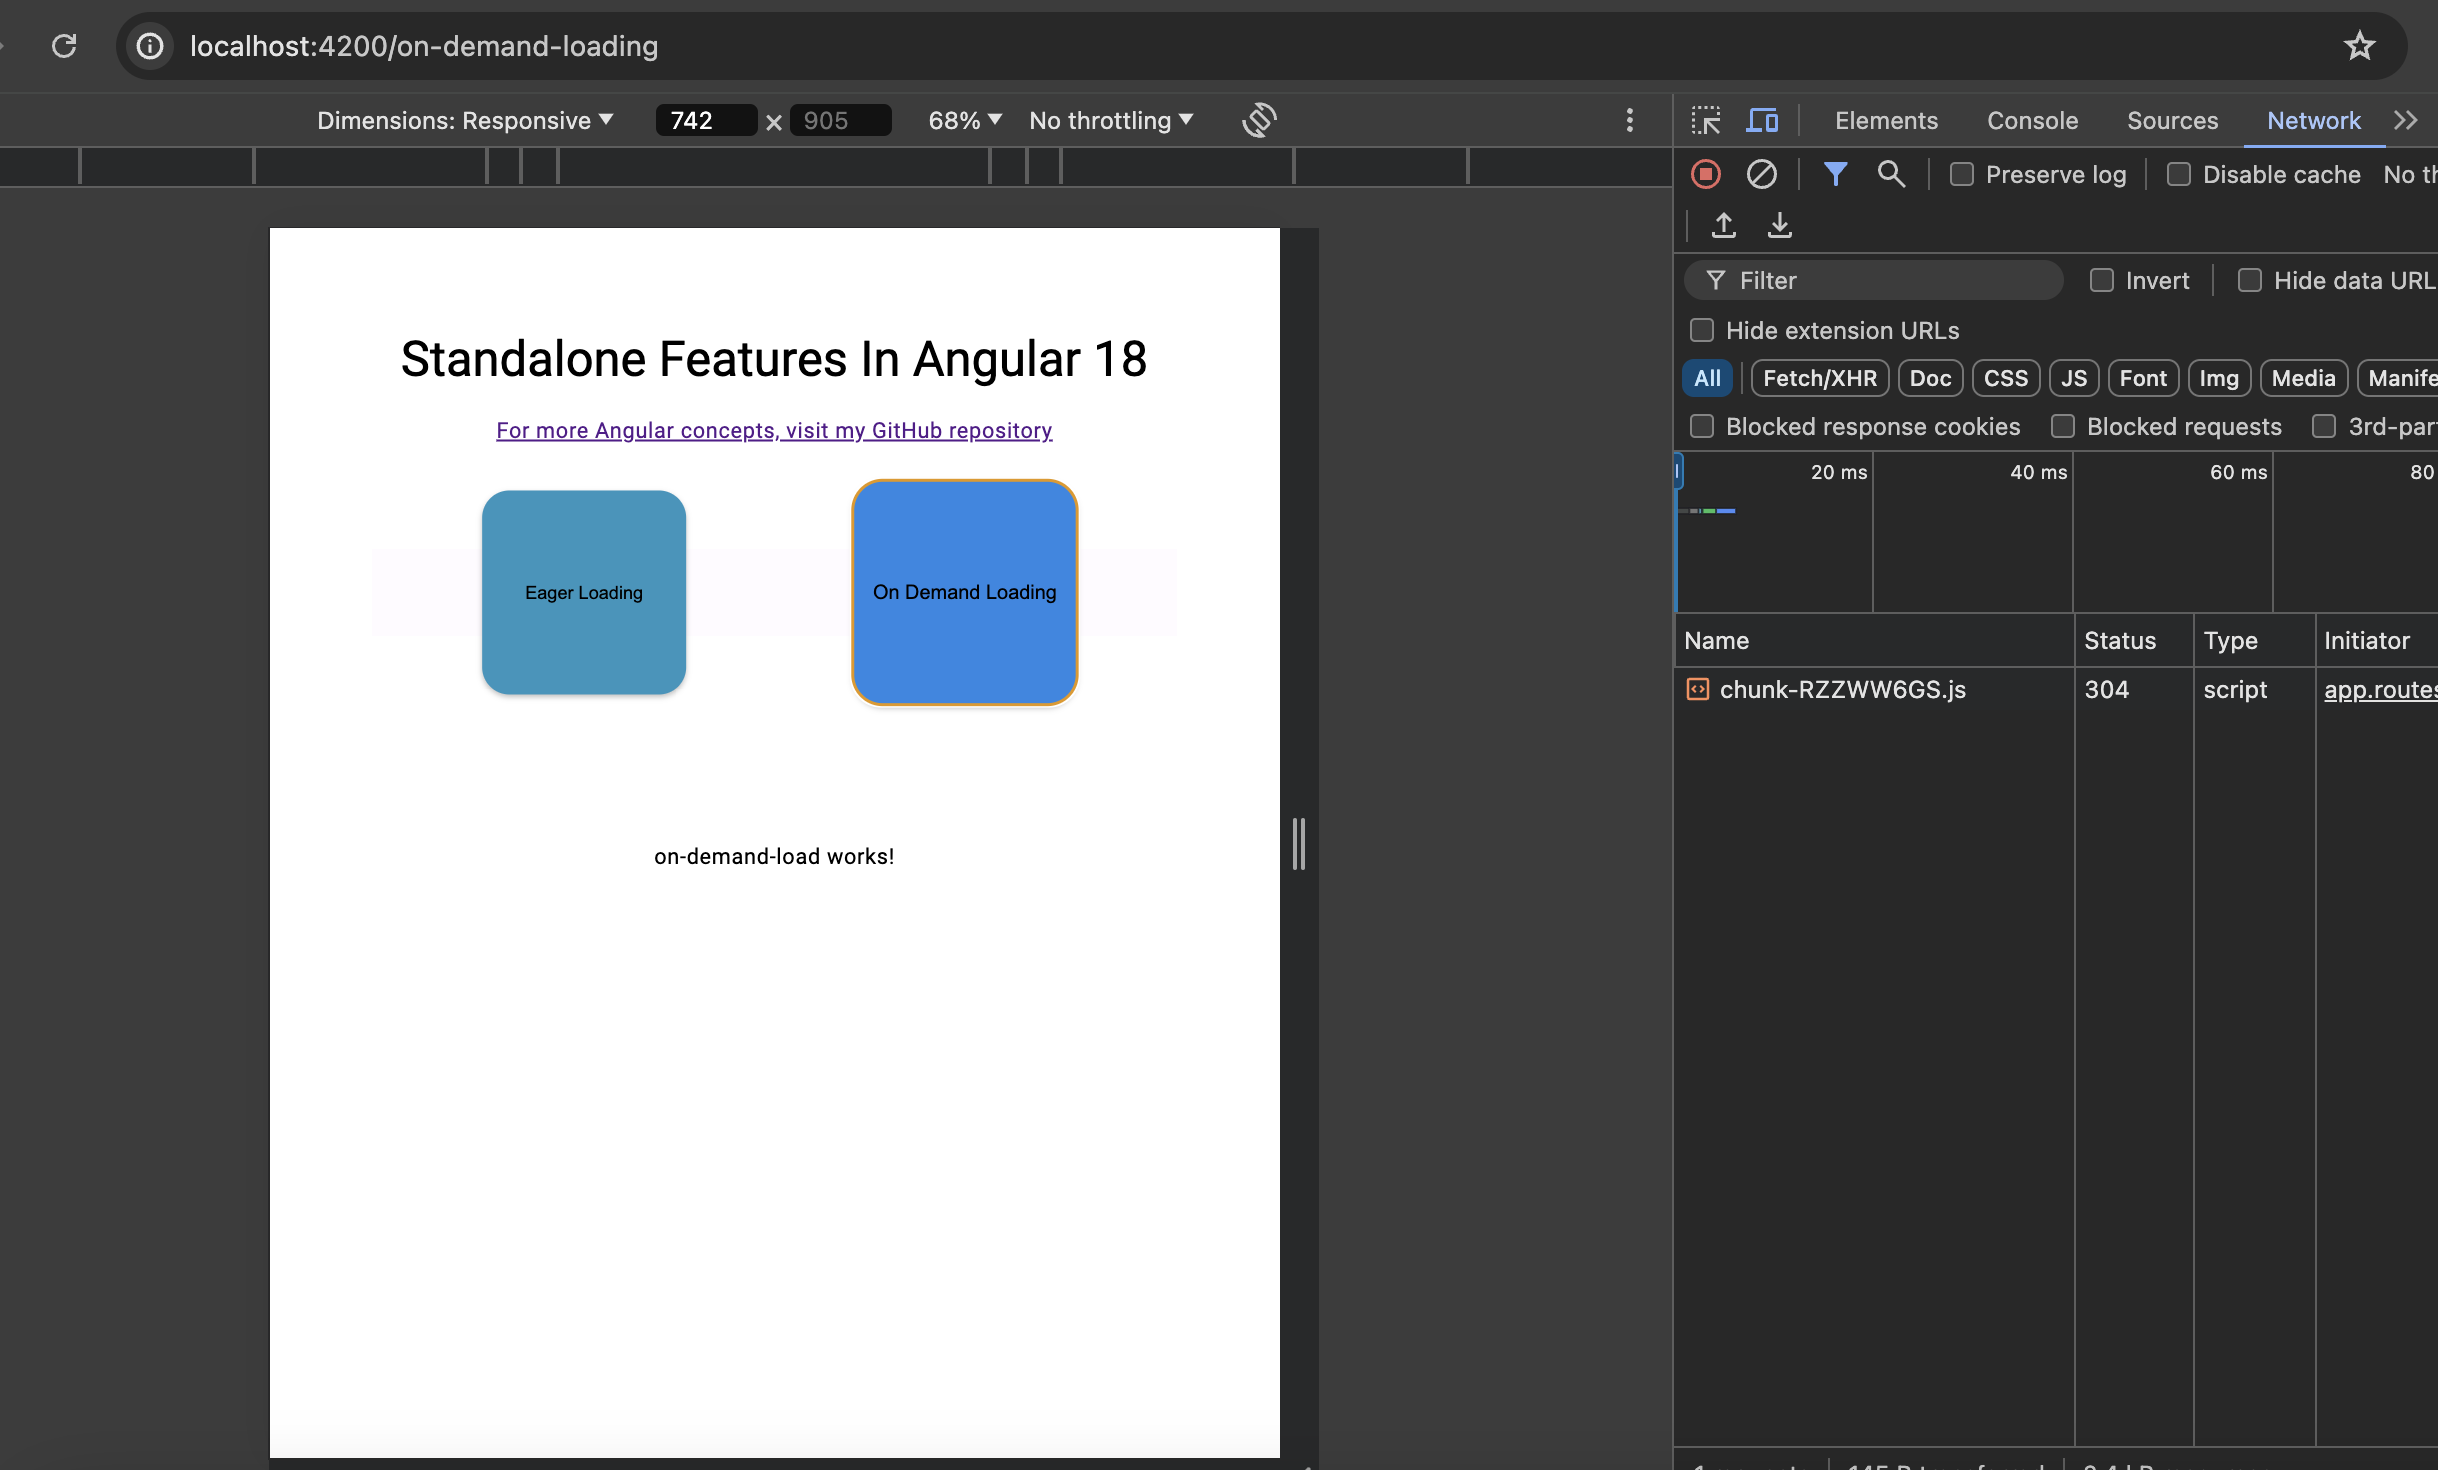 localhost:4200/on-demand-loading
Dimensions: Responsive 742 × 905 68% No throttling
Elements Console Sources Network
Preserve log Disable cache No
Filter Invert Hide data URL
Hide extension URLs
All Fetch/XHR Doc CSS JS Font Img Media Manife
Blocked response cookies Blocked requests 3rd-par
20 ms 40 ms 60 ms 80
Name Status Type Initiator
chunk-RZZWW6GS.js 304 script app.routes
Standalone Features In Angular 18
For more Angular concepts, visit my GitHub repository
Eager Loading
On Demand Loading
on-demand-load works!